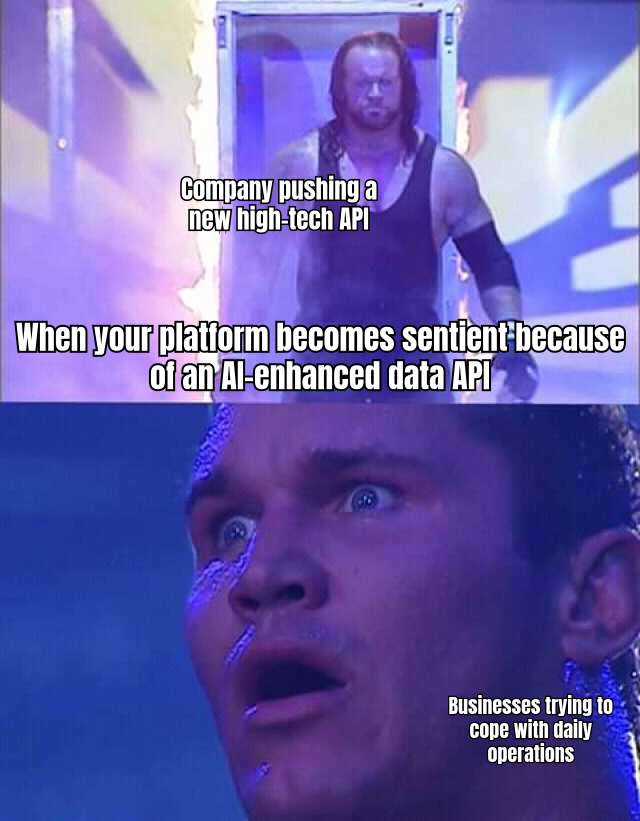 Company pushing a
new high-tech API
When your platform becomes sentient because
of an AI-enhanced data API
Businesses trying to
cope with daily
operations